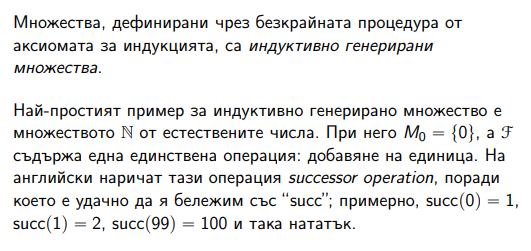 Множества, дефинирани чрез безкрайната процедура от
аксиомата за индукцията, са индуктивно генерирани
множества.
Най-простият пример за индуктивно генерирано множество е
множеството ℕ от естествените числа. При него M₀ = {0}, а ℱ
съдържа една единствена операция: добавяне на единица. На
английски наричат тази операция successor operation, поради
което е удачно да я бележим със “succ”; примерно, succ(0) = 1,
succ(1) = 2, succ(99) = 100 и така нататък.